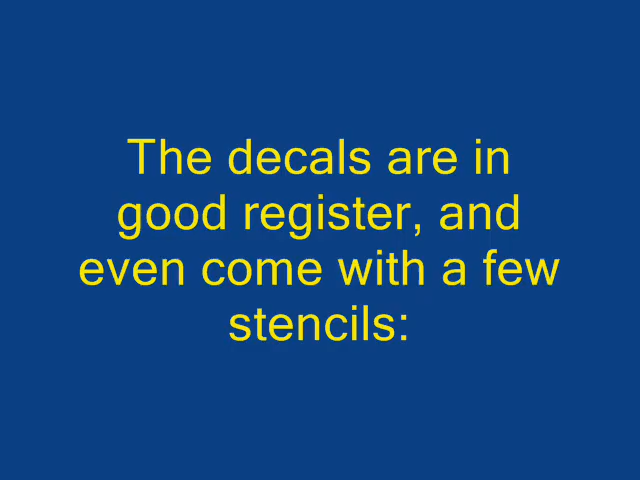 The decals are in
good register, and
even come with a few
stencils: